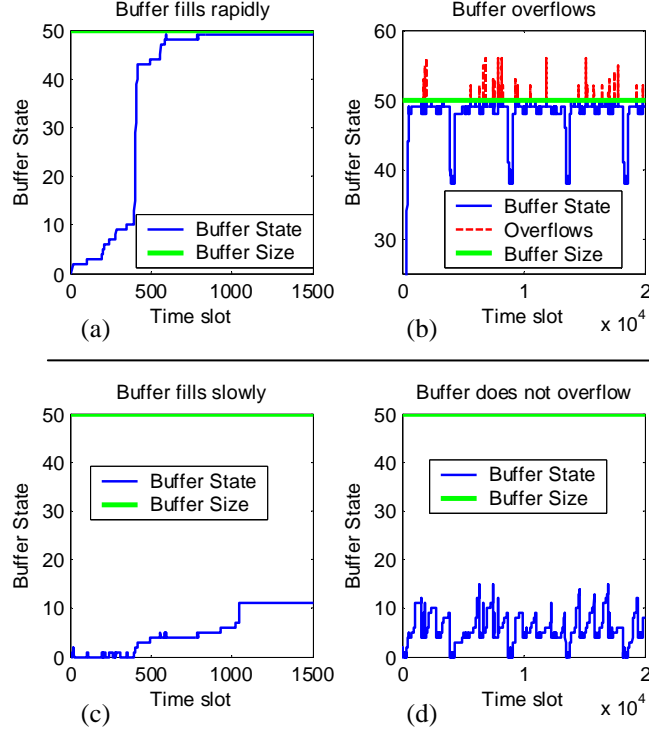 Buffer fills rapidly
Buffer State
50
40
30
20
10
0
Buffer State
Buffer Size
0 500 1000 1500
Time slot
(a)
Buffer overflows
Buffer State
60
50
40
30
Buffer State
Overflows
Buffer Size
0 1 2
Time slot
x 10^4
(b)
Buffer fills slowly
Buffer State
50
40
30
20
10
0
Buffer State
Buffer Size
0 500 1000 1500
Time slot
(c)
Buffer does not overflow
Buffer State
50
40
30
20
10
0
Buffer State
Buffer Size
0 1 2
Time slot
x 10^4
(d)